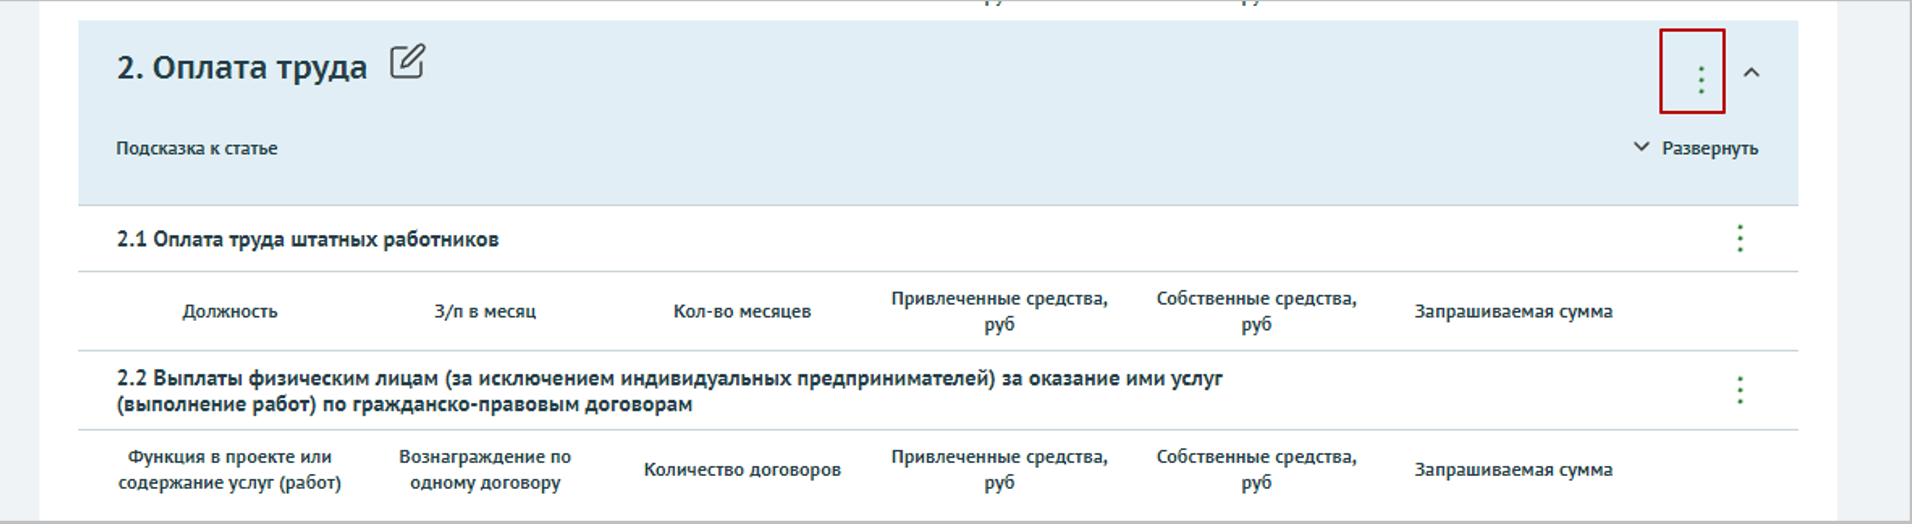 2. Оплата труда
Подсказка к статье
Развернуть
2.1 Оплата труда штатных работников
Должность
З/п в месяц
Кол-во месяцев
Привлеченные средства,
руб
Собственные средства,
руб
Запрашиваемая сумма
2.2 Выплаты физическим лицам (за исключением индивидуальных предпринимателей) за оказание ими услуг
(выполнение работ) по гражданско-правовым договорам
Функция в проекте или
содержание услуг (работ)
Вознаграждение по
одному договору
Количество договоров
Привлеченные средства,
руб
Собственные средства,
руб
Запрашиваемая сумма